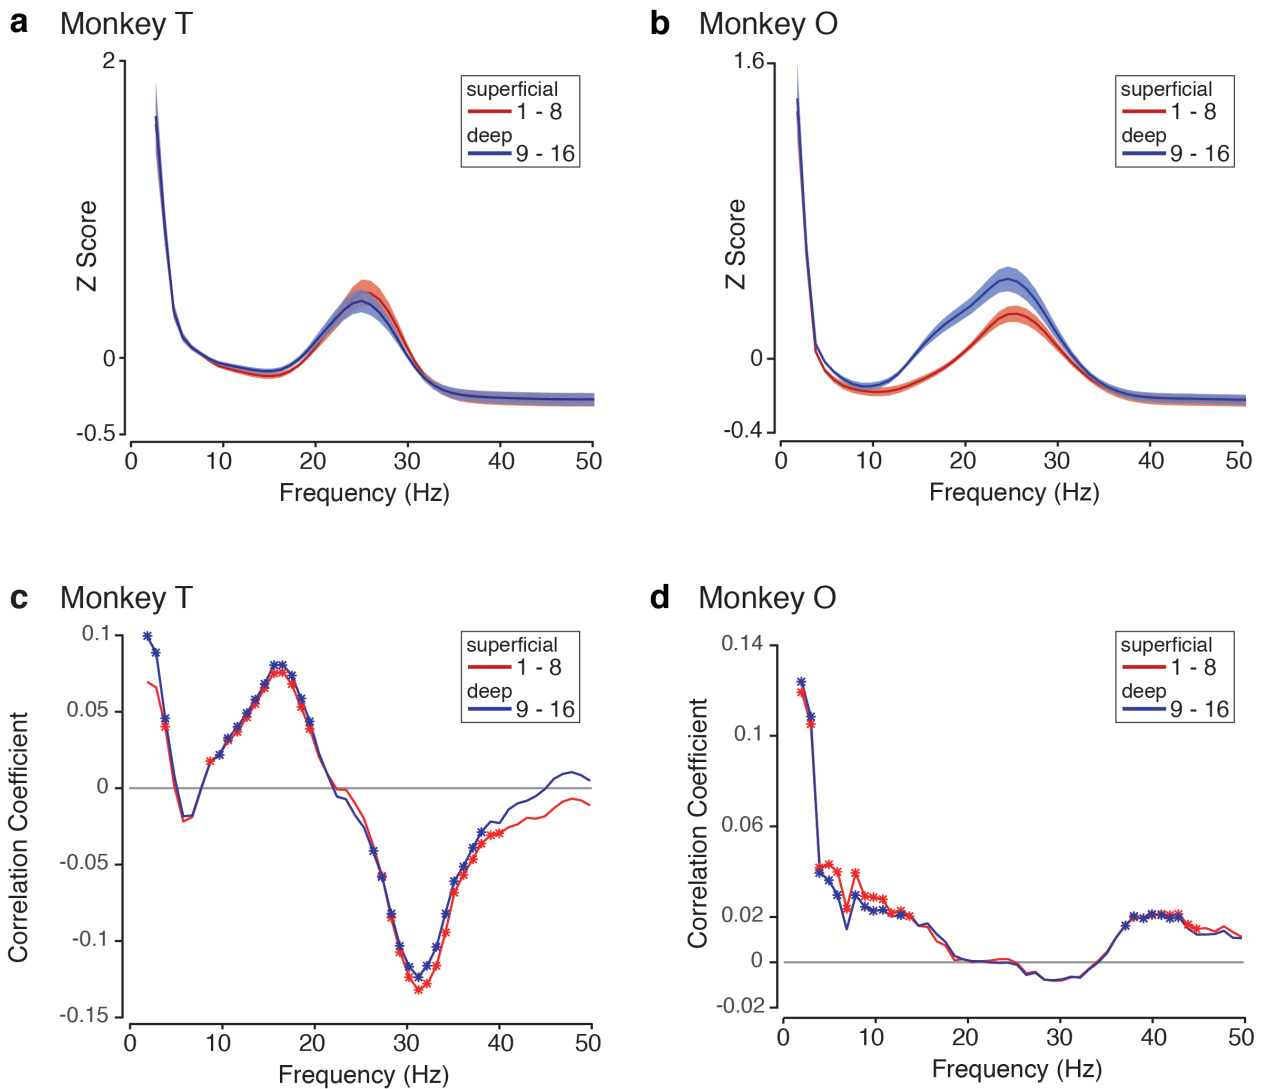 a Monkey T
2
0
-0.5
Z Score
superficial
1 - 8
deep
9 - 16
0 10 20 30 40 50
Frequency (Hz)
b Monkey O
1.6
0
-0.4
Z Score
superficial
1 - 8
deep
9 - 16
0 10 20 30 40 50
Frequency (Hz)
c Monkey T
0.1
0.05
0
-0.05
-0.1
-0.15
Correlation Coefficient
superficial
1 - 8
deep
9 - 16
0 10 20 30 40 50
Frequency (Hz)
d Monkey O
0.14
0.1
0.06
0.02
0
-0.02
Correlation Coefficient
superficial
1 - 8
deep
9 - 16
0 10 20 30 40 50
Frequency (Hz)